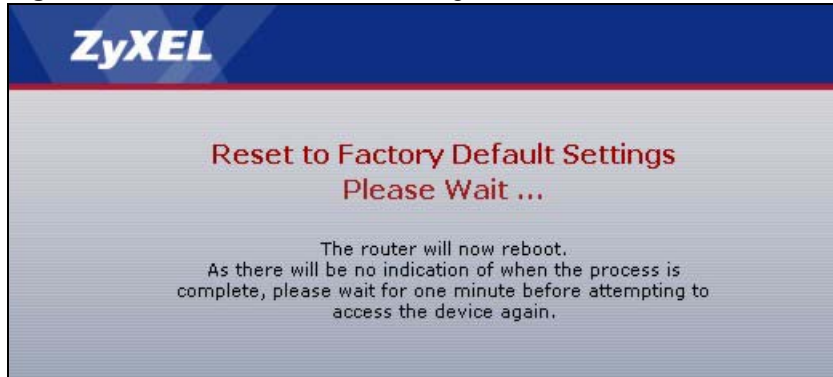 ZyXEL
Reset to Factory Default Settings
Please Wait ...
The router will now reboot.
As there will be no indication of when the process is
complete, please wait for one minute before attempting to
access the device again.